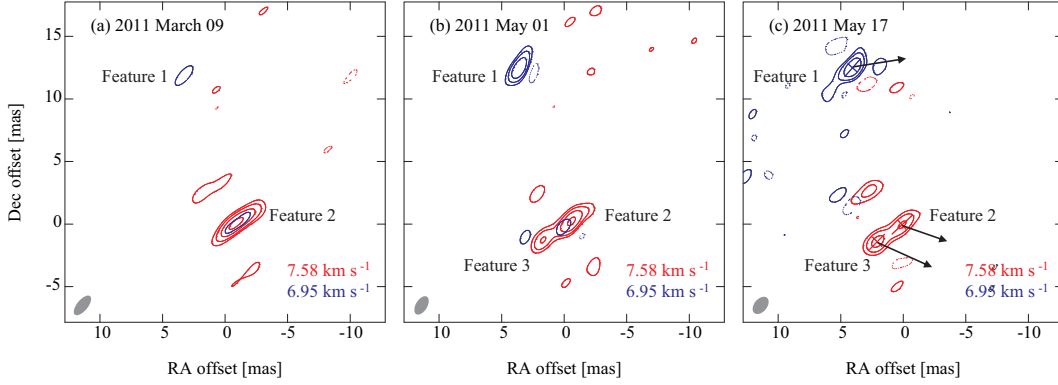 (a) 2011 March 09
(b) 2011 May 01
(c) 2011 May 17
Feature 1
Feature 1
Feature 1
Feature 2
Feature 2
Feature 2
Feature 3
Feature 3
7.58 km s⁻¹
6.95 km s⁻¹
7.58 km s⁻¹
6.95 km s⁻¹
7.58 km s⁻¹
6.95 km s⁻¹
Dec offset [mas]
15
10
5
0
-5
10 5 0 -5 -10
10 5 0 -5 -10
10 5 0 -5 -10
RA offset [mas]
RA offset [mas]
RA offset [mas]